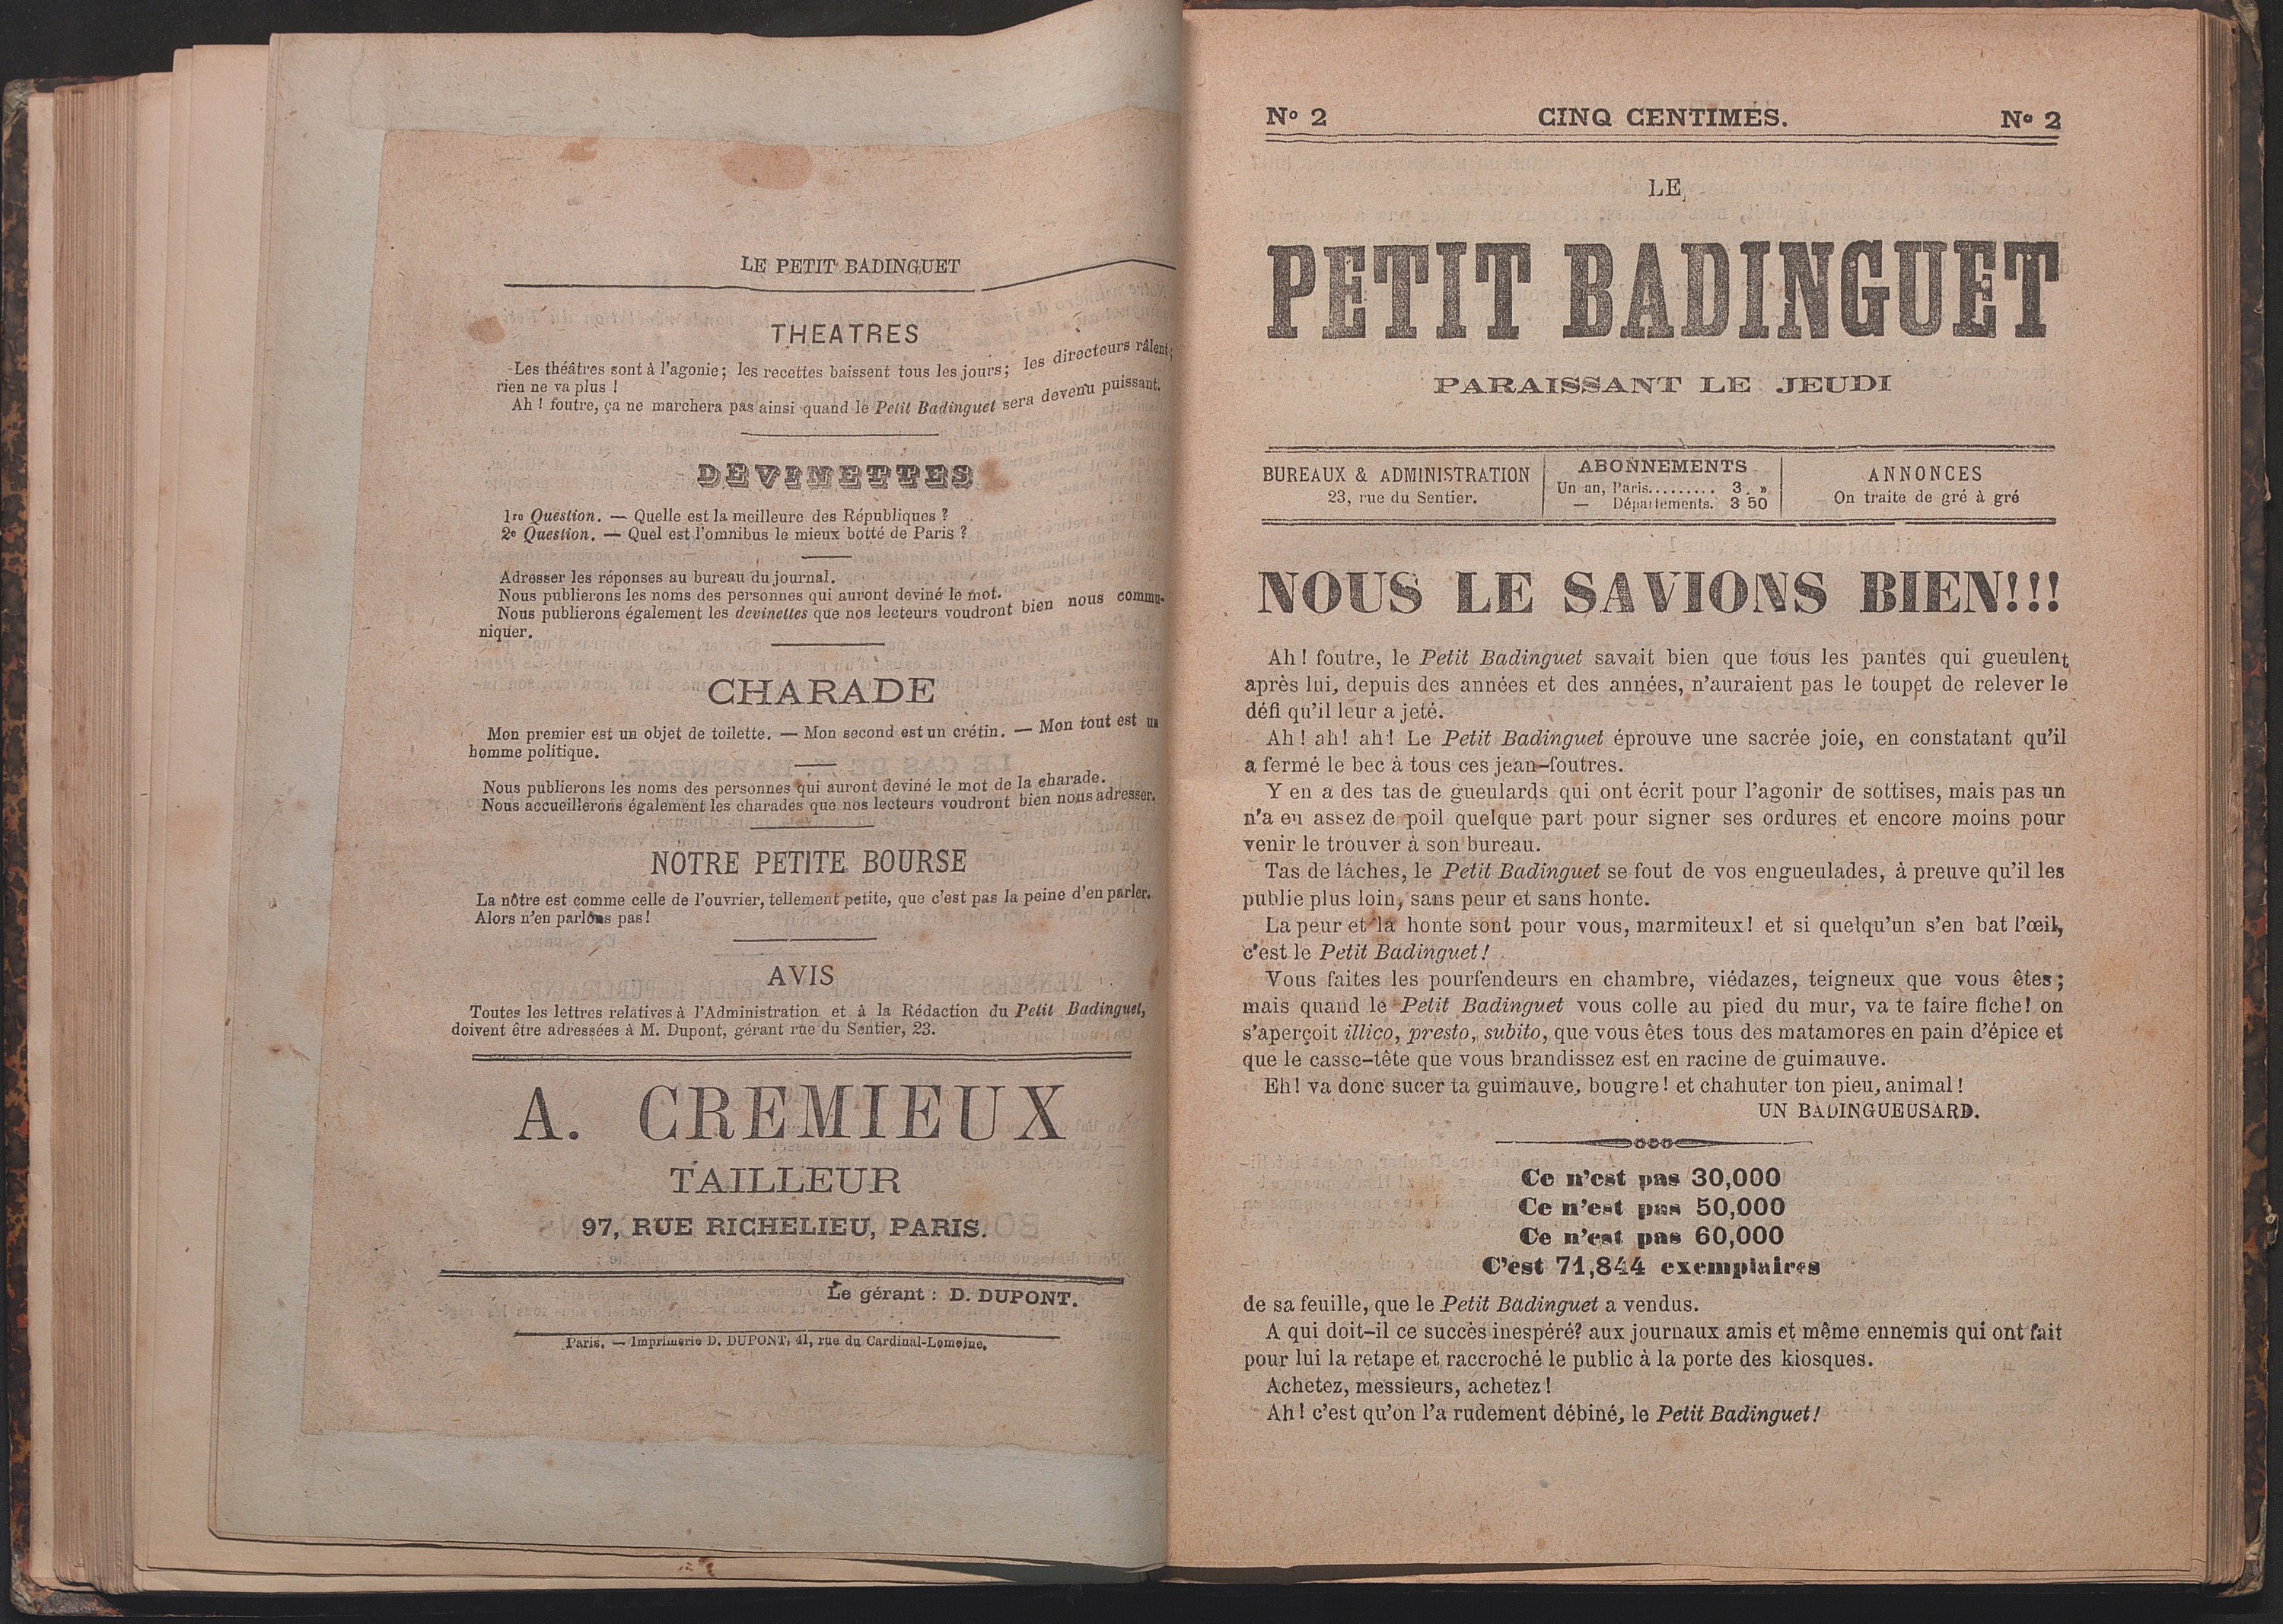 LE PETIT BADINGUET
THEATRES
Les théâtres sont à l'agonie; les recettes baissent tous les jours; les directeurs râlent;
rien ne va plus !
Ah ! foutre, ça ne marchera pas ainsi quand le Petit Badinguet sera devenu puissant.
DEVINETTES
1re Question. — Quelle est la meilleure des Républiques ?
2e Question. — Quel est l'omnibus le mieux botté de Paris ?
Adresser les réponses au bureau du journal.
Nous publierons les noms des personnes qui auront deviné le mot.
Nous publierons également les devinettes que nos lecteurs voudront bien nous commu-
niquer.
CHARADE
Mon premier est un objet de toilette. — Mon second est un crétin. — Mon tout est un
homme politique.
Nous publierons les noms des personnes qui auront deviné le mot de la charade.
Nous accueillerons également les charades que nos lecteurs voudront bien nous adresser.
NOTRE PETITE BOURSE
La nôtre est comme celle de l'ouvrier, tellement petite, que c'est pas la peine d'en parler.
Alors n'en parlons pas !
AVIS
Toutes les lettres relatives à l'Administration et à la Rédaction du Petit Badinguet,
doivent être adressées à M. Dupont, gérant rue du Sentier, 23.
A. CREMIEUX
TAILLEUR
97, RUE RICHELIEU, PARIS.
Le gérant : D. DUPONT.
Paris. — Imprimerie D. DUPONT, 41, rue du Cardinal-Lemoine.
No 2 CINQ CENTIMES. No 2
LE
PETIT BADINGUET
PARAISSANT LE JEUDI
BUREAUX & ADMINISTRATION
23, rue du Sentier.
ABONNEMENTS
Un an, Paris......... 3 »
— Départements. 3 50
ANNONCES
On traite de gré à gré
NOUS LE SAVIONS BIEN!!!
Ah ! foutre, le Petit Badinguet savait bien que tous les pantes qui gueulent
après lui, depuis des années et des années, n'auraient pas le toupet de relever le
défi qu'il leur a jeté.
Ah ! ah! ah ! Le Petit Badinguet éprouve une sacrée joie, en constatant qu'il
a fermé le bec à tous ces jean-foutres.
Y en a des tas de gueulards qui ont écrit pour l'agonir de sottises, mais pas un
n'a eu assez de poil quelque part pour signer ses ordures et encore moins pour
venir le trouver à son bureau.
Tas de lâches, le Petit Badinguet se fout de vos engueulades, à preuve qu'il les
publie plus loin, sans peur et sans honte.
La peur et la honte sont pour vous, marmiteux! et si quelqu'un s'en bat l'œil,
c'est le Petit Badinguet !
Vous faites les pourfendeurs en chambre, viédazes, teigneux que vous êtes;
mais quand le Petit Badinguet vous colle au pied du mur, va te faire fiche! on
s'aperçoit illico, presto, subito, que vous êtes tous des matamores en pain d'épice et
que le casse-tête que vous brandissez est en racine de guimauve.
Eh! va donc sucer ta guimauve, bougre! et chahuter ton pieu, animal !
UN BADINGUEUSARD.
Ce n'est pas 30,000
Ce n'est pas 50,000
Ce n'est pas 60,000
C'est 71,844 exemplaires
de sa feuille, que le Petit Badinguet a vendus.
A qui doit-il ce succès inespéré? aux journaux amis et même ennemis qui ont fait
pour lui la retape et raccroché le public à la porte des kiosques.
Achetez, messieurs, achetez !
Ah ! c'est qu'on l'a rudement débiné, le Petit Badinguet !